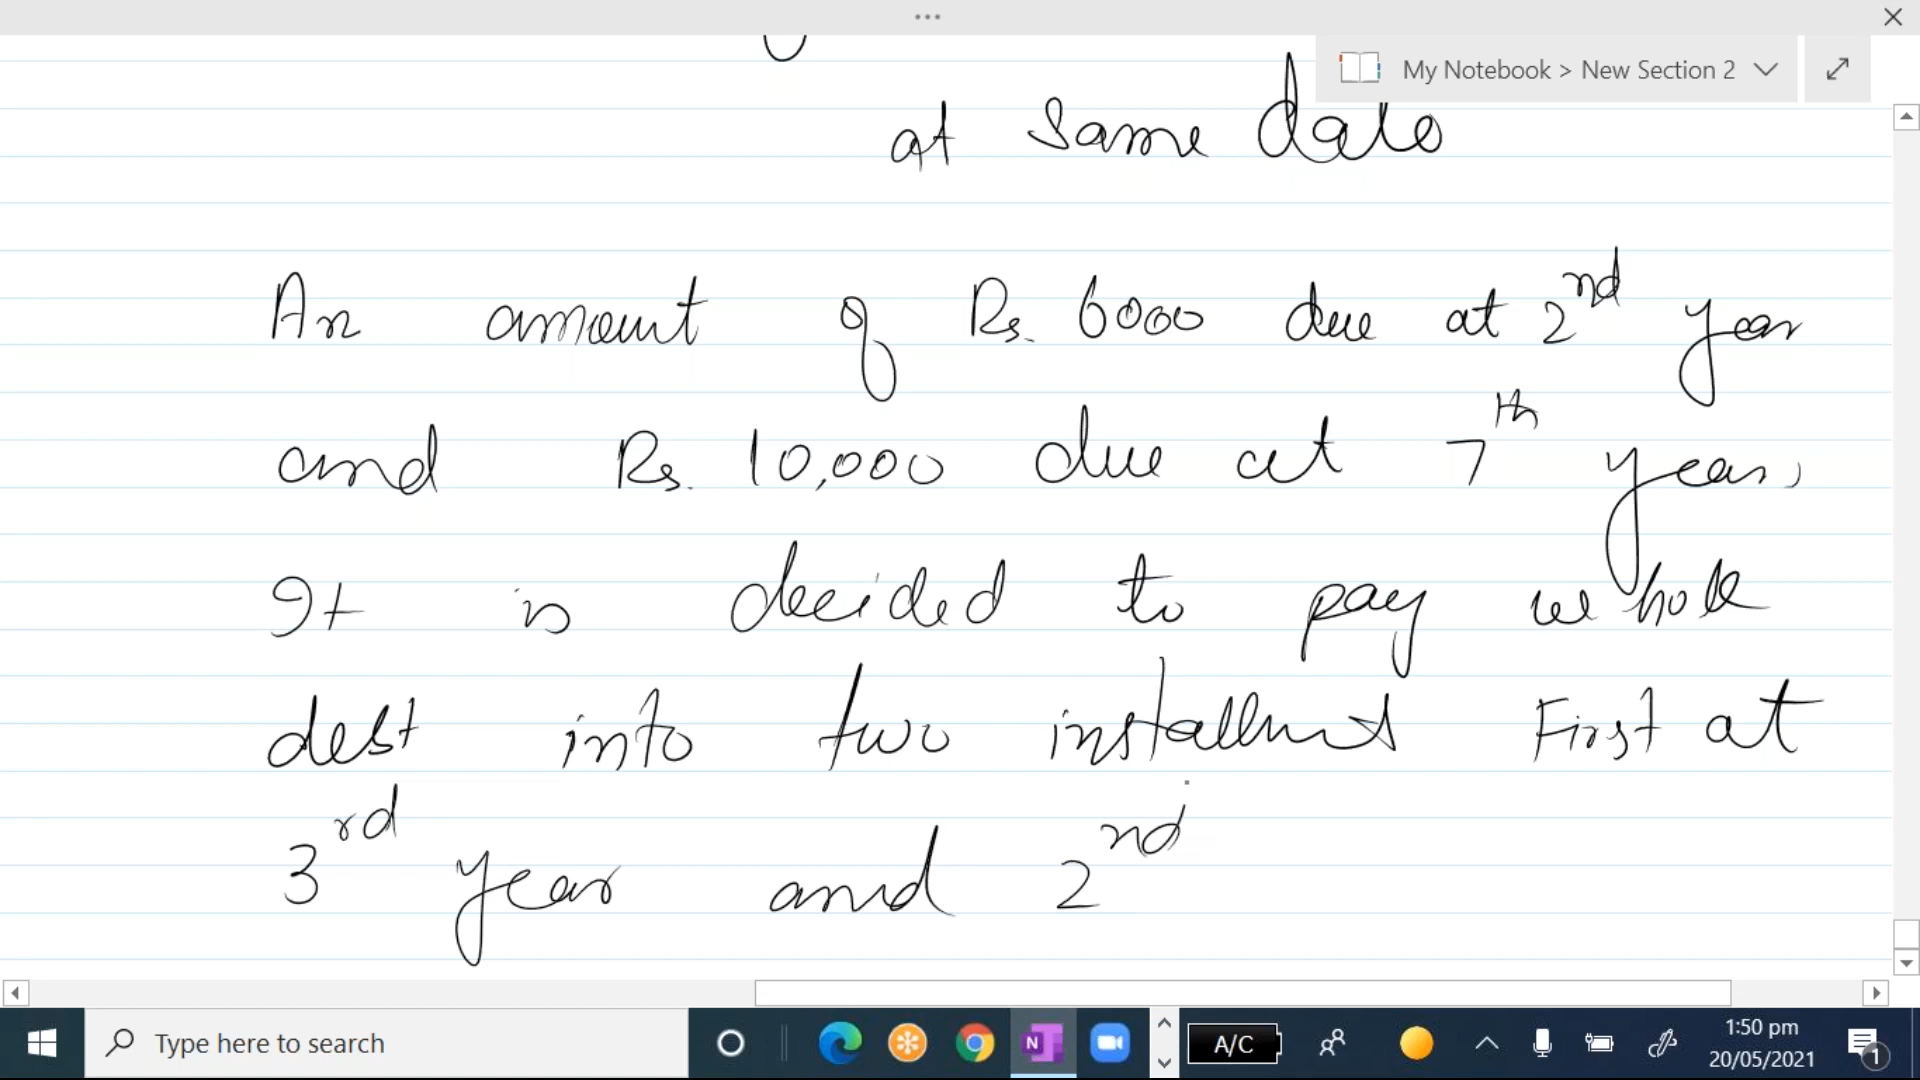 My Notebook > New Section 2
at same date
An amount of Rs. 6000 due at 2nd year
and Rs. 10,000 due at 7th year,
It is decided to pay whole
debt into two installment First at
3rd year and 2nd
Type here to search
A/C
1:50 pm
20/05/2021
1